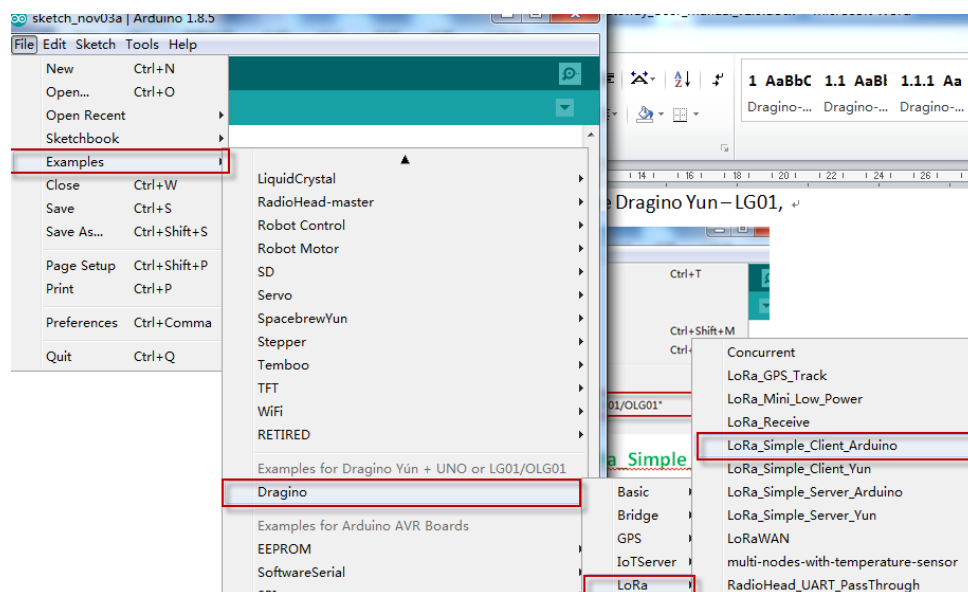 sketch_nov03a | Arduino 1.8.5
File Edit Sketch Tools Help
New Ctrl+N
Open... Ctrl+O
Open Recent
Sketchbook
Examples
Close Ctrl+W
Save Ctrl+S
Save As... Ctrl+Shift+S
Page Setup Ctrl+Shift+P
Print Ctrl+P
Preferences Ctrl+Comma
Quit Ctrl+Q
LiquidCrystal
RadioHead-master
Robot Control
Robot Motor
SD
Servo
SpacebrewYun
Stepper
Temboo
TFT
WiFi
RETIRED
Examples for Dragino Yún + UNO or LG01/OLG01
Dragino
Examples for Arduino AVR Boards
EEPROM
SoftwareSerial
1 AaBbC 1.1 AaBl 1.1.1 Aa
Dragino-... Dragino-... Dragino-...
14 16 18 20 22 24 26
Dragino Yun – LG01,
Ctrl+T
Ctrl+Shift+M
Ctrl+
01/OLG01"
a_Simple
Basic
Bridge
GPS
IoTServer
LoRa
Concurrent
LoRa_GPS_Track
LoRa_Mini_Low_Power
LoRa_Receive
LoRa_Simple_Client_Arduino
LoRa_Simple_Client_Yun
LoRa_Simple_Server_Arduino
LoRa_Simple_Server_Yun
LoRaWAN
multi-nodes-with-temperature-sensor
RadioHead_UART_PassThrough